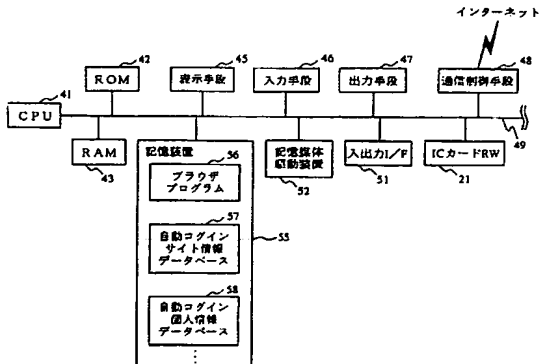 インターネット
42 45 46 47 48
ROM 表示手段 入力手段 出力手段 通信制御手段
41
CPU
49
RAM 記憶装置 記憶媒体駆動装置 入出力I/F ICカードRW
43 52 51 21
56
ブラウザ
プログラム
57
自動ログイン
サイト情報
データベース
55
58
自動ログイン
個人情報
データベース